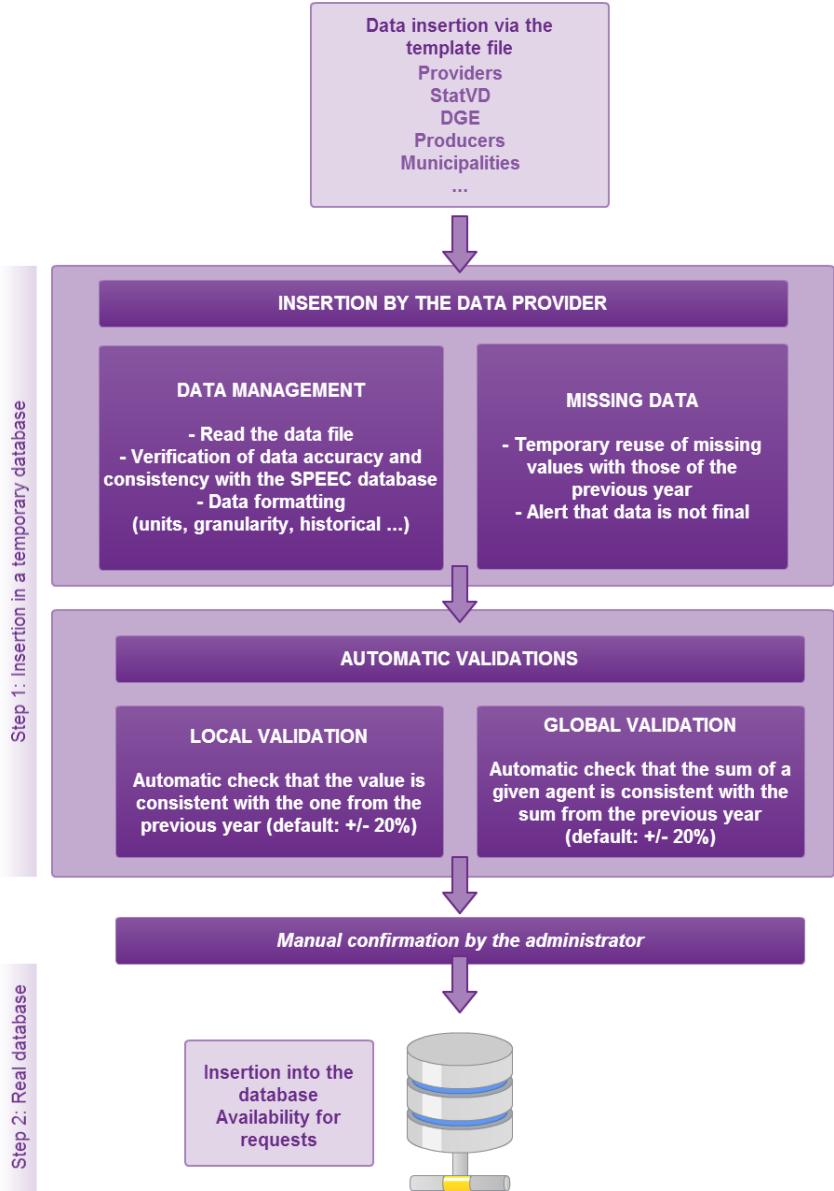 Data insertion via the
template file
Providers
StatVD
DGE
Producers
Municipalities
...
Step 1: Insertion in a temporary database
INSERTION BY THE DATA PROVIDER
DATA MANAGEMENT
- Read the data file
- Verification of data accuracy and
consistency with the SPEEC database
- Data formatting
(units, granularity, historical ...)
MISSING DATA
- Temporary reuse of missing
values with those of the
previous year
- Alert that data is not final
AUTOMATIC VALIDATIONS
LOCAL VALIDATION
Automatic check that the value is
consistent with the one from the
previous year (default: +/- 20%)
GLOBAL VALIDATION
Automatic check that the sum of a
given agent is consistent with the
sum from the previous year
(default: +/- 20%)
Manual confirmation by the administrator
Step 2: Real database
Insertion into the
database
Availability for
requests